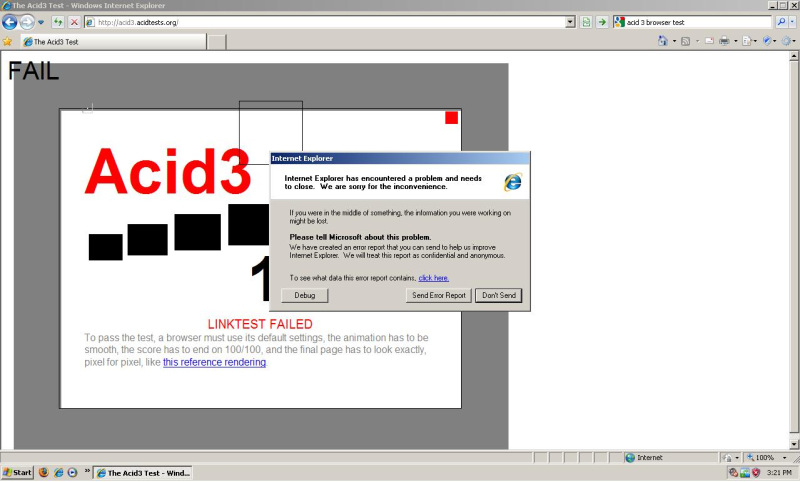 The Acid3 Test - Windows Internet Explorer
http://acid3.acidtests.org/
acid 3 browser test
The Acid3 Test
FAIL
Acid3
1
Internet Explorer
Internet Explorer has encountered a problem and needs
to close. We are sorry for the inconvenience.
If you were in the middle of something, the information you were working on
might be lost.
Please tell Microsoft about this problem.
We have created an error report that you can send to help us improve
Internet Explorer. We will treat this report as confidential and anonymous.
To see what data this error report contains, click here.
Debug
Send Error Report
Don't Send
LINKTEST FAILED
To pass the test, a browser must use its default settings, the animation has to be
smooth, the score has to end on 100/100, and the final page has to look exactly,
pixel for pixel, like this reference rendering.
Internet
100%
Start
The Acid3 Test - Wind...
3:21 PM